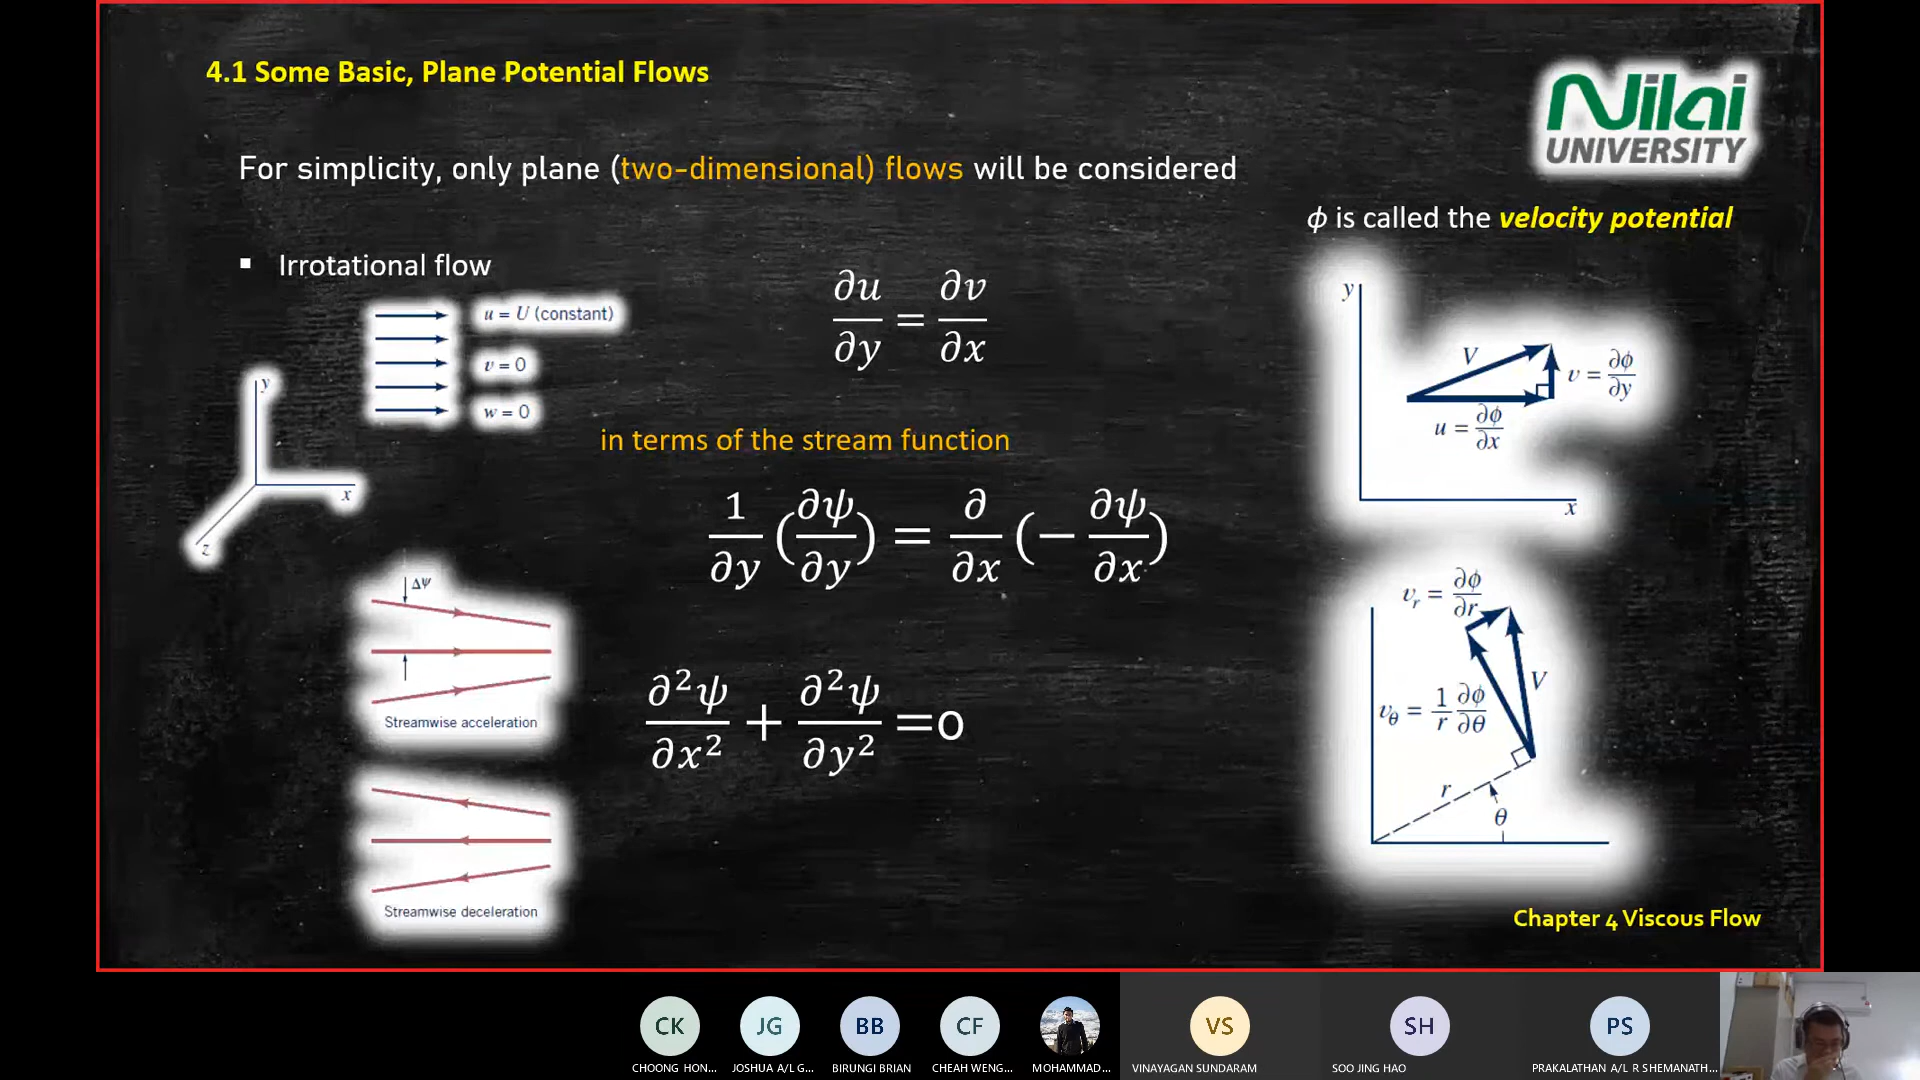 4.1 Some Basic, Plane Potential Flows
Nilai
UNIVERSITY
For simplicity, only plane (two-dimensional) flows will be considered
ϕ is called the velocity potential
▪ Irrotational flow
u = U (constant)
v = 0
w = 0
y
x
z
∂u/∂y = ∂v/∂x
in terms of the stream function
1/∂y (∂ψ/∂y) = ∂/∂x (− ∂ψ/∂x)
∂²ψ/∂x² + ∂²ψ/∂y² =0
Δψ
Streamwise acceleration
Streamwise deceleration
y
V
v = ∂ϕ/∂y
u = ∂ϕ/∂x
x
v_r = ∂ϕ/∂r
V
v_θ = 1/r ∂ϕ/∂θ
r
θ
Chapter 4 Viscous Flow
CK
JG
BB
CF
VS
SH
PS
CHOONG HON...
JOSHUA A/L G...
BIRUNGI BRIAN
CHEAH WENG...
MOHAMMAD...
VINAYAGAN SUNDARAM
SOO JING HAO
PRAKALATHAN A/L R SHEMANATH...